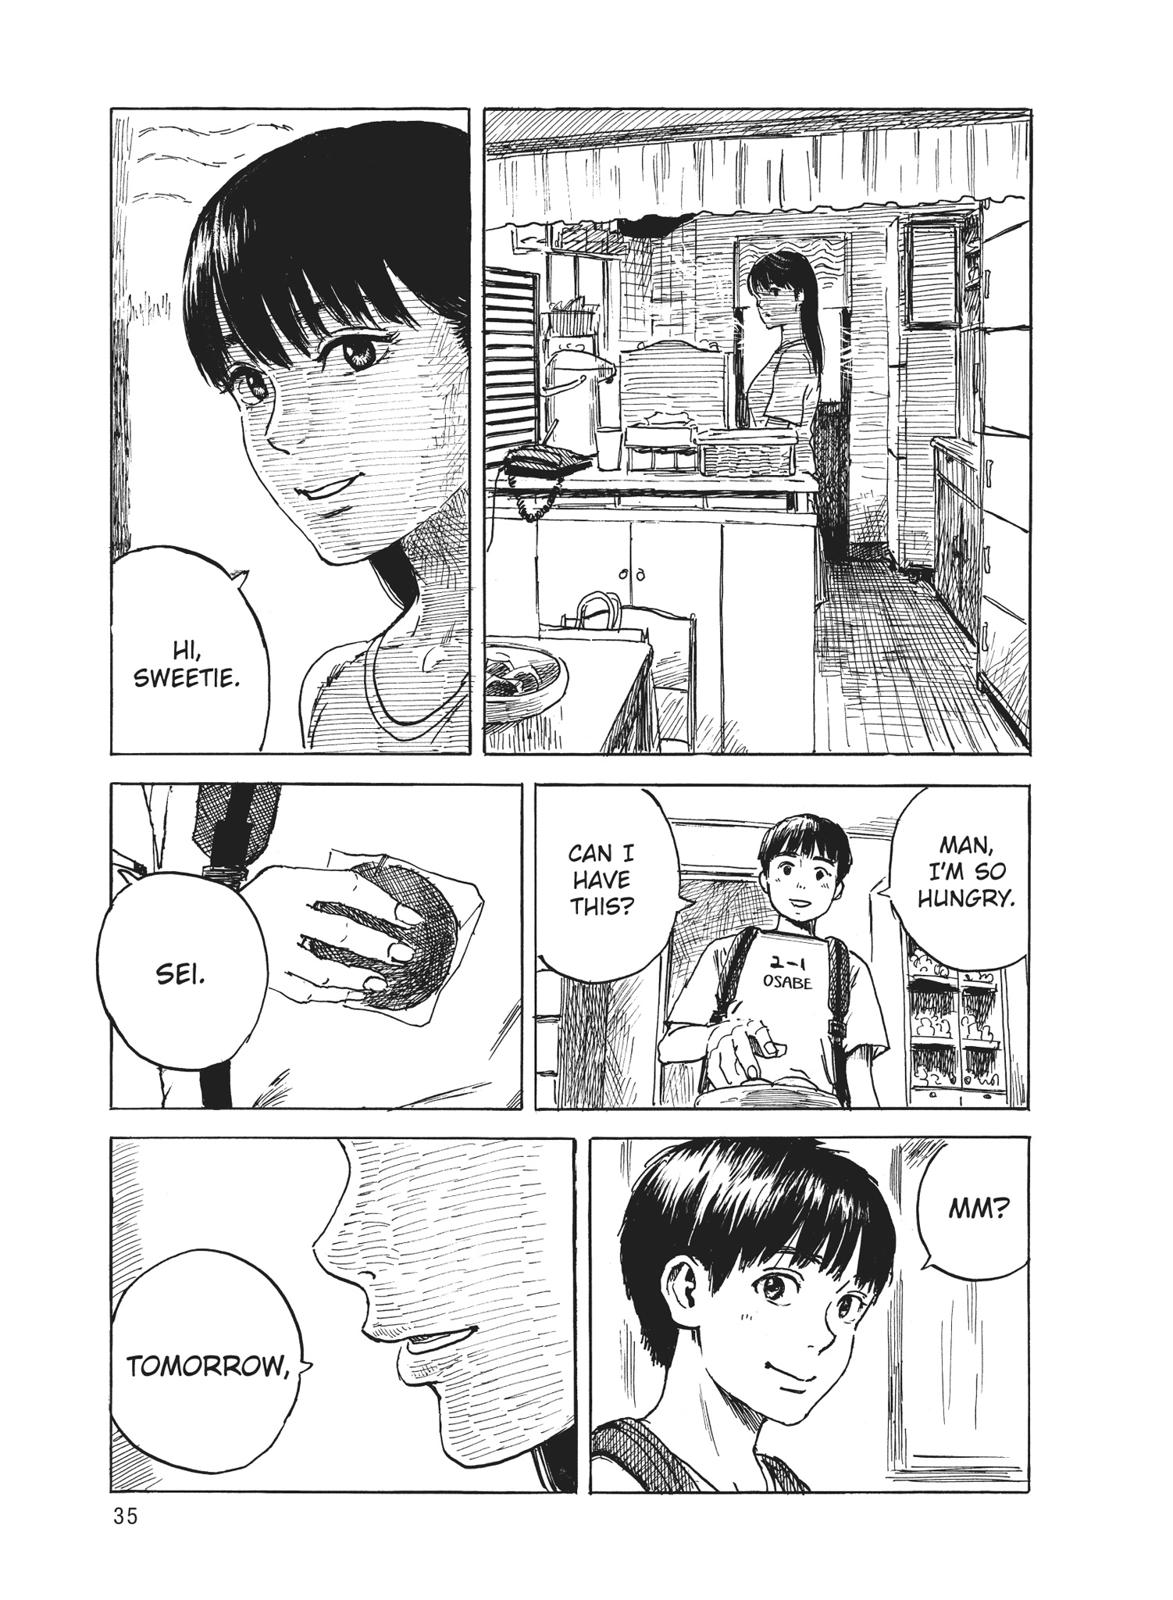 HI,
SWEETIE.
MAN,
I'M SO
HUNGRY.
CAN I
HAVE
THIS?
2-1
OSABE
SEI.
MM?
TOMORROW,
35